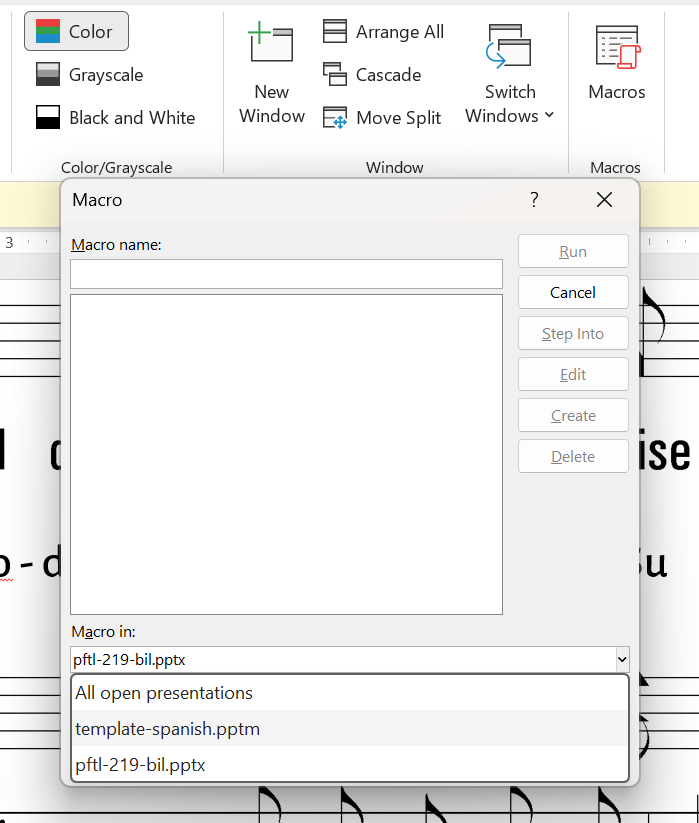 Color
Grayscale
Black and White
Color/Grayscale
New Window
Arrange All
Cascade
Move Split
Switch Windows
Window
Macros
Macros
Macro
?
3
Macro name:
Run
Cancel
Step Into
Edit
Create
Delete
ise
Macro in:
pftl-219-bil.pptx
All open presentations
template-spanish.pptm
pftl-219-bil.pptx